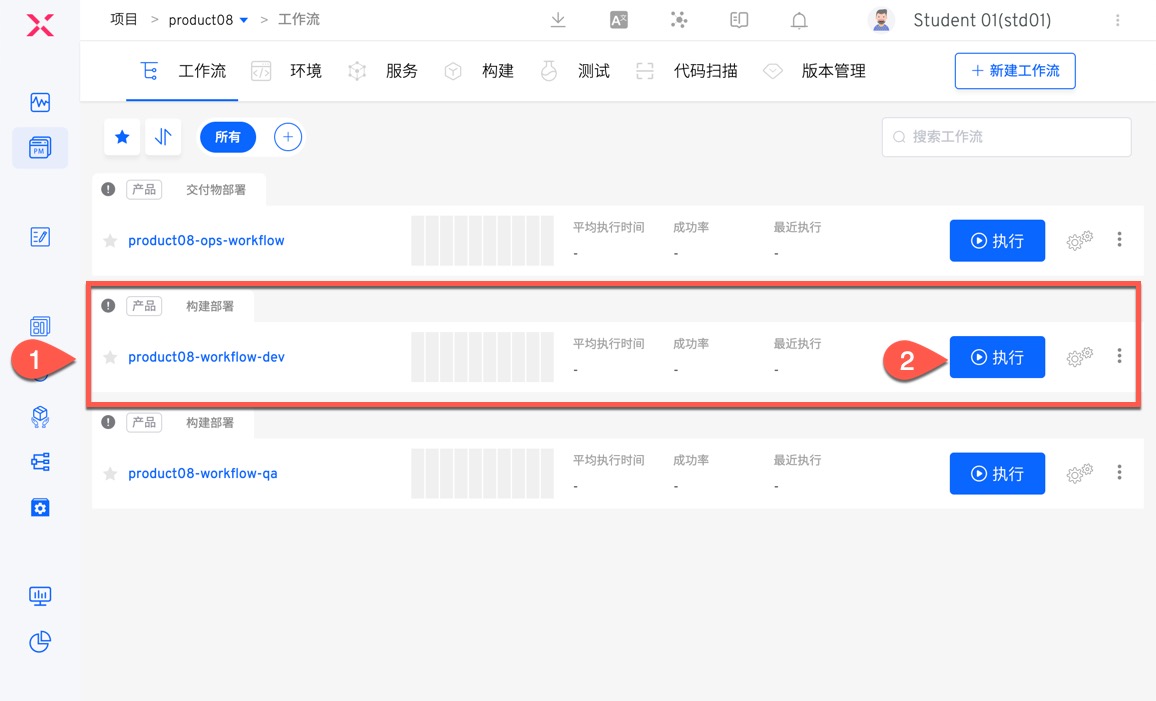 项目 > product08 > 工作流
Student 01(std01)
工作流 环境 服务 构建 测试 代码扫描 版本管理
+ 新建工作流
PM
所有
搜索工作流
产品 交付物部署
product08-ops-workflow
平均执行时间 成功率 最近执行
- - -
执行
产品 构建部署
1
product08-workflow-dev
平均执行时间 成功率 最近执行
- - -
2
执行
产品 构建部署
product08-workflow-qa
平均执行时间 成功率 最近执行
- - -
执行